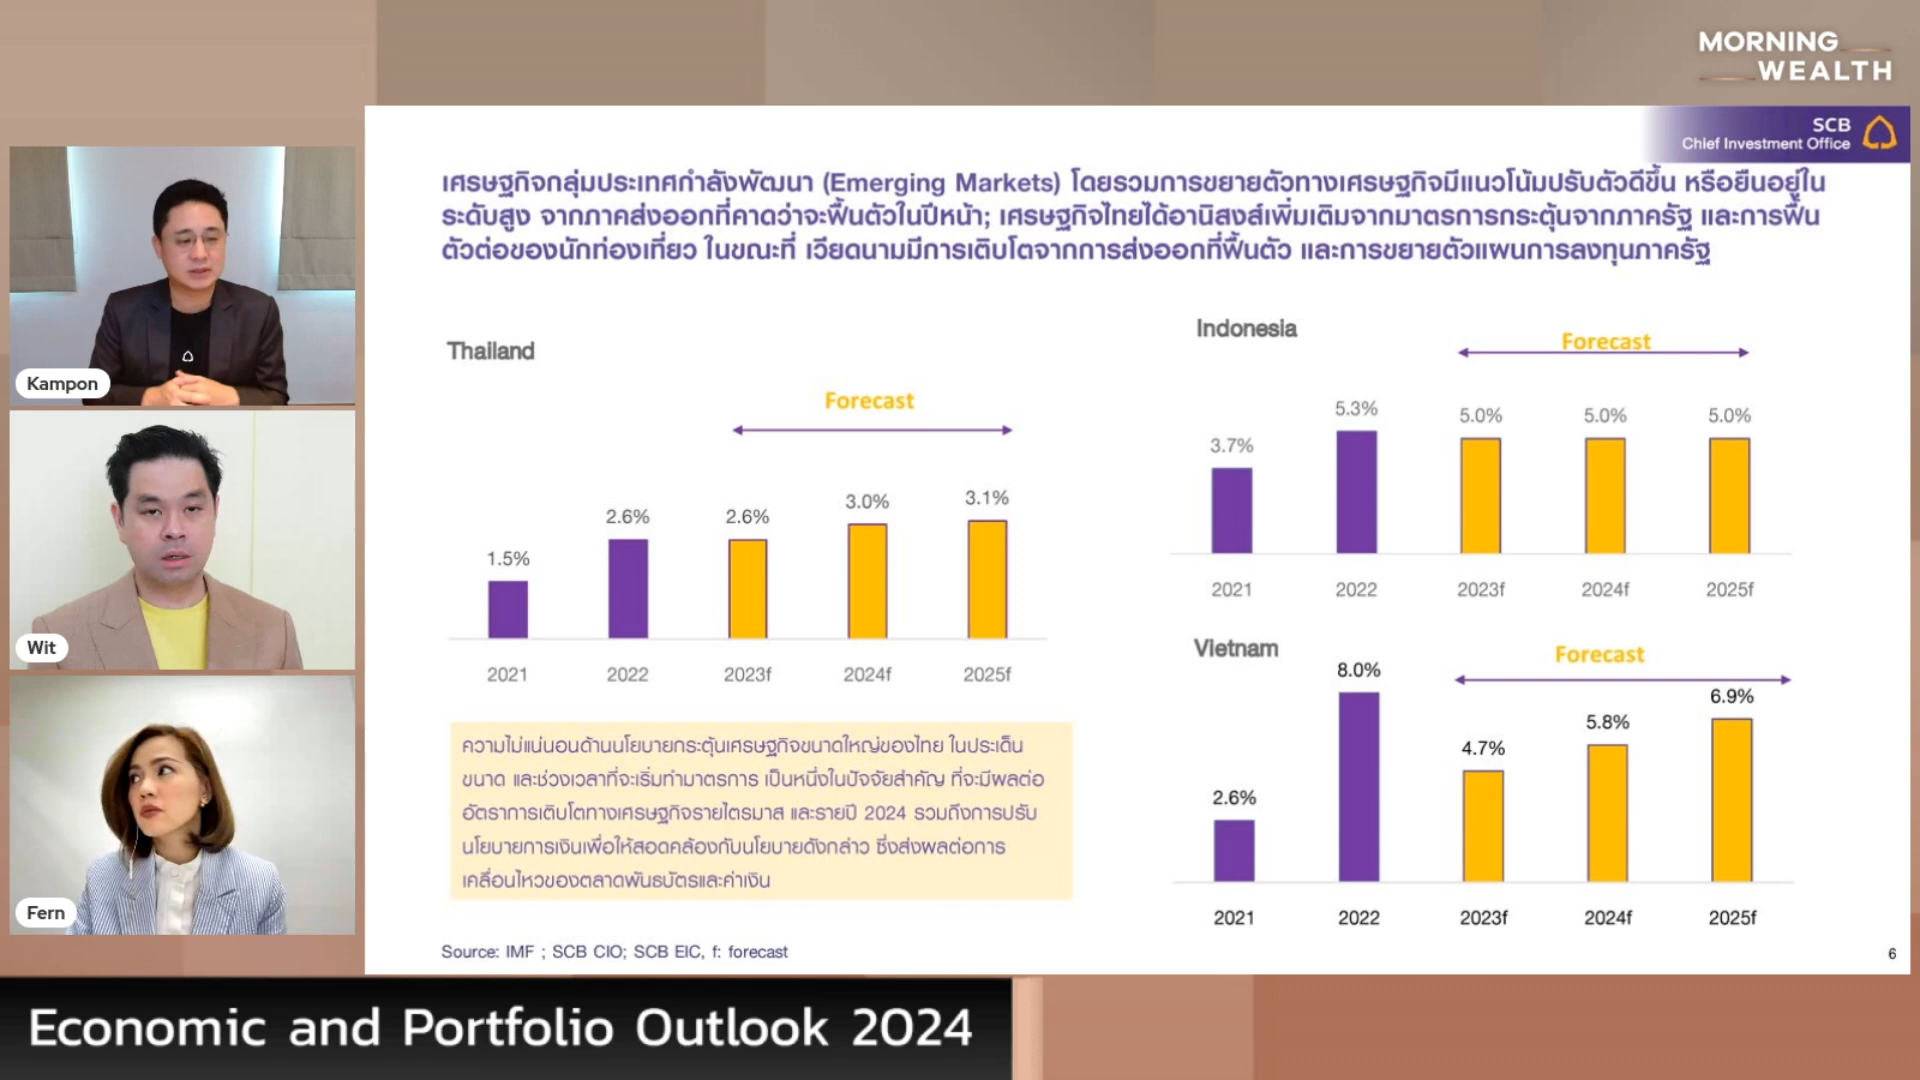 MORNING
WEALTH
SCB
Chief Investment Office
เศรษฐกิจกลุ่มประเทศกำลังพัฒนา (Emerging Markets) โดยรวมการขยายตัวทางเศรษฐกิจมีแนวโน้มปรับตัวดีขึ้น หรือยืนอยู่ใน
ระดับสูง จากภาคส่งออกที่คาดว่าจะฟื้นตัวในปีหน้า; เศรษฐกิจไทยได้อานิสงส์เพิ่มเติมจากมาตรการกระตุ้นจากภาครัฐ และการฟื้น
ตัวต่อของนักท่องเที่ยว ในขณะที่ เวียดนามมีการเติบโตจากการส่งออกที่ฟื้นตัว และการขยายตัวแผนการลงทุนภาครัฐ
Thailand
Forecast
1.5%
2.6%
2.6%
3.0%
3.1%
2021
2022
2023f
2024f
2025f
Indonesia
Forecast
3.7%
5.3%
5.0%
5.0%
5.0%
2021
2022
2023f
2024f
2025f
Vietnam
Forecast
2.6%
8.0%
4.7%
5.8%
6.9%
2021
2022
2023f
2024f
2025f
ความไม่แน่นอนด้านนโยบายกระตุ้นเศรษฐกิจขนาดใหญ่ของไทย ในประเด็น
ขนาด และช่วงเวลาที่จะเริ่มทำมาตรการ เป็นหนึ่งในปัจจัยสำคัญ ที่จะมีผลต่อ
อัตราการเติบโตทางเศรษฐกิจรายไตรมาส และรายปี 2024 รวมถึงการปรับ
นโยบายการเงินเพื่อให้สอดคล้องกับนโยบายดังกล่าว ซึ่งส่งผลต่อการ
เคลื่อนไหวของตลาดพันธบัตรและค่าเงิน
Source: IMF ; SCB CIO; SCB EIC, f: forecast
6
Kampon
Wit
Fern
Economic and Portfolio Outlook 2024